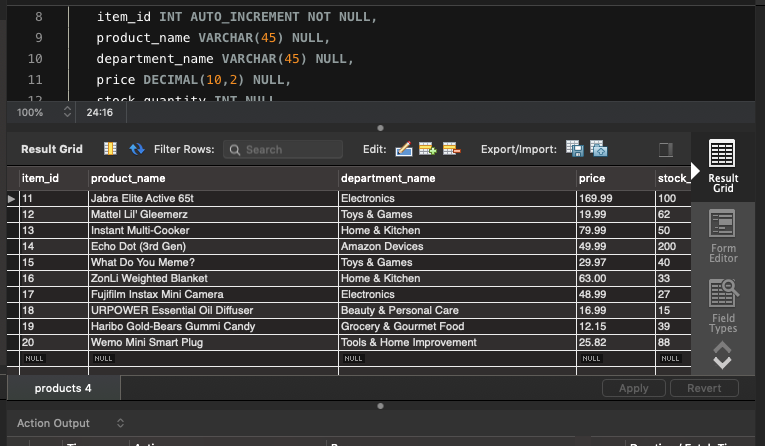 8 item_id INT AUTO_INCREMENT NOT NULL,
9 product_name VARCHAR(45) NULL,
10 department_name VARCHAR(45) NULL,
11 price DECIMAL(10,2) NULL,
12 stock_quantity INT NULL
100% 24:16
Result Grid Filter Rows: Search Edit: Export/Import:
item_id product_name department_name price stock_
11 Jabra Elite Active 65t Electronics 169.99 100
12 Mattel Lil' Gleemerz Toys & Games 19.99 62
13 Instant Multi-Cooker Home & Kitchen 79.99 50
14 Echo Dot (3rd Gen) Amazon Devices 49.99 200
15 What Do You Meme? Toys & Games 29.97 40
16 ZonLi Weighted Blanket Home & Kitchen 63.00 33
17 Fujifilm Instax Mini Camera Electronics 48.99 27
18 URPOWER Essential Oil Diffuser Beauty & Personal Care 16.99 15
19 Haribo Gold-Bears Gummi Candy Grocery & Gourmet Food 12.15 39
20 Wemo Mini Smart Plug Tools & Home Improvement 25.82 88
NULL NULL NULL NULL NULL
Result
Grid
Form
Editor
Field
Types
products 4 Apply Revert
Action Output